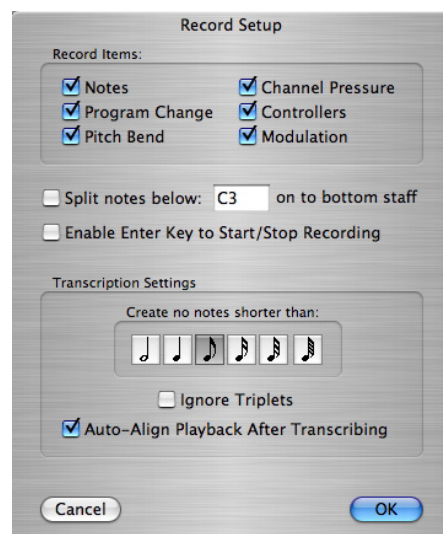 Record Setup
Record Items:
Notes
Channel Pressure
Program Change
Controllers
Pitch Bend
Modulation
Split notes below: C3 on to bottom staff
Enable Enter Key to Start/Stop Recording
Transcription Settings
Create no notes shorter than:
Ignore Triplets
Auto-Align Playback After Transcribing
Cancel OK